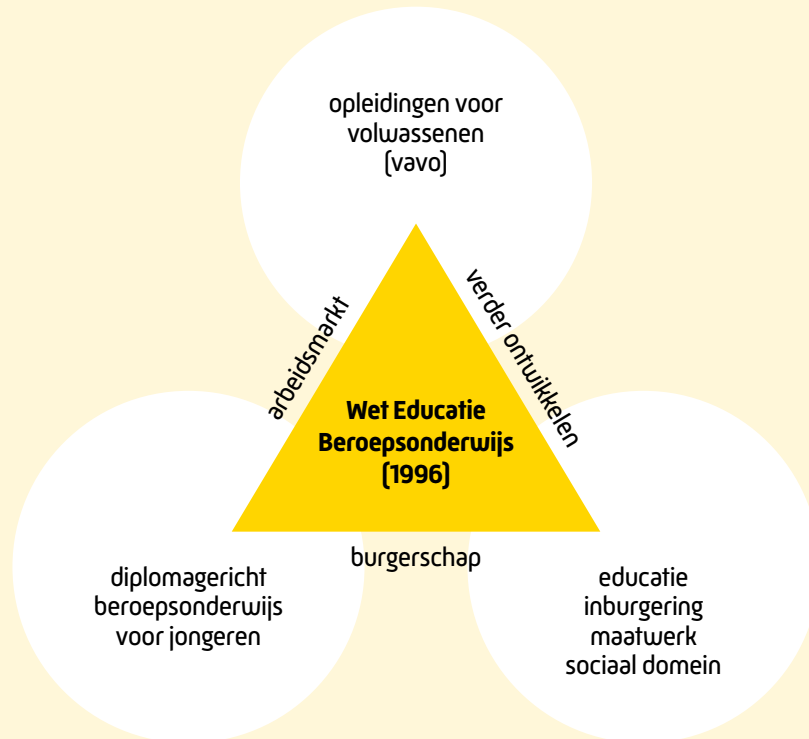 opleidingen voor
volwassenen
(vavo)
arbeidsmarkt
verder ontwikkelen
Wet Educatie
Beroepsonderwijs
(1996)
burgerschap
diplomagericht
beroepsonderwijs
voor jongeren
educatie
inburgering
maatwerk
sociaal domein